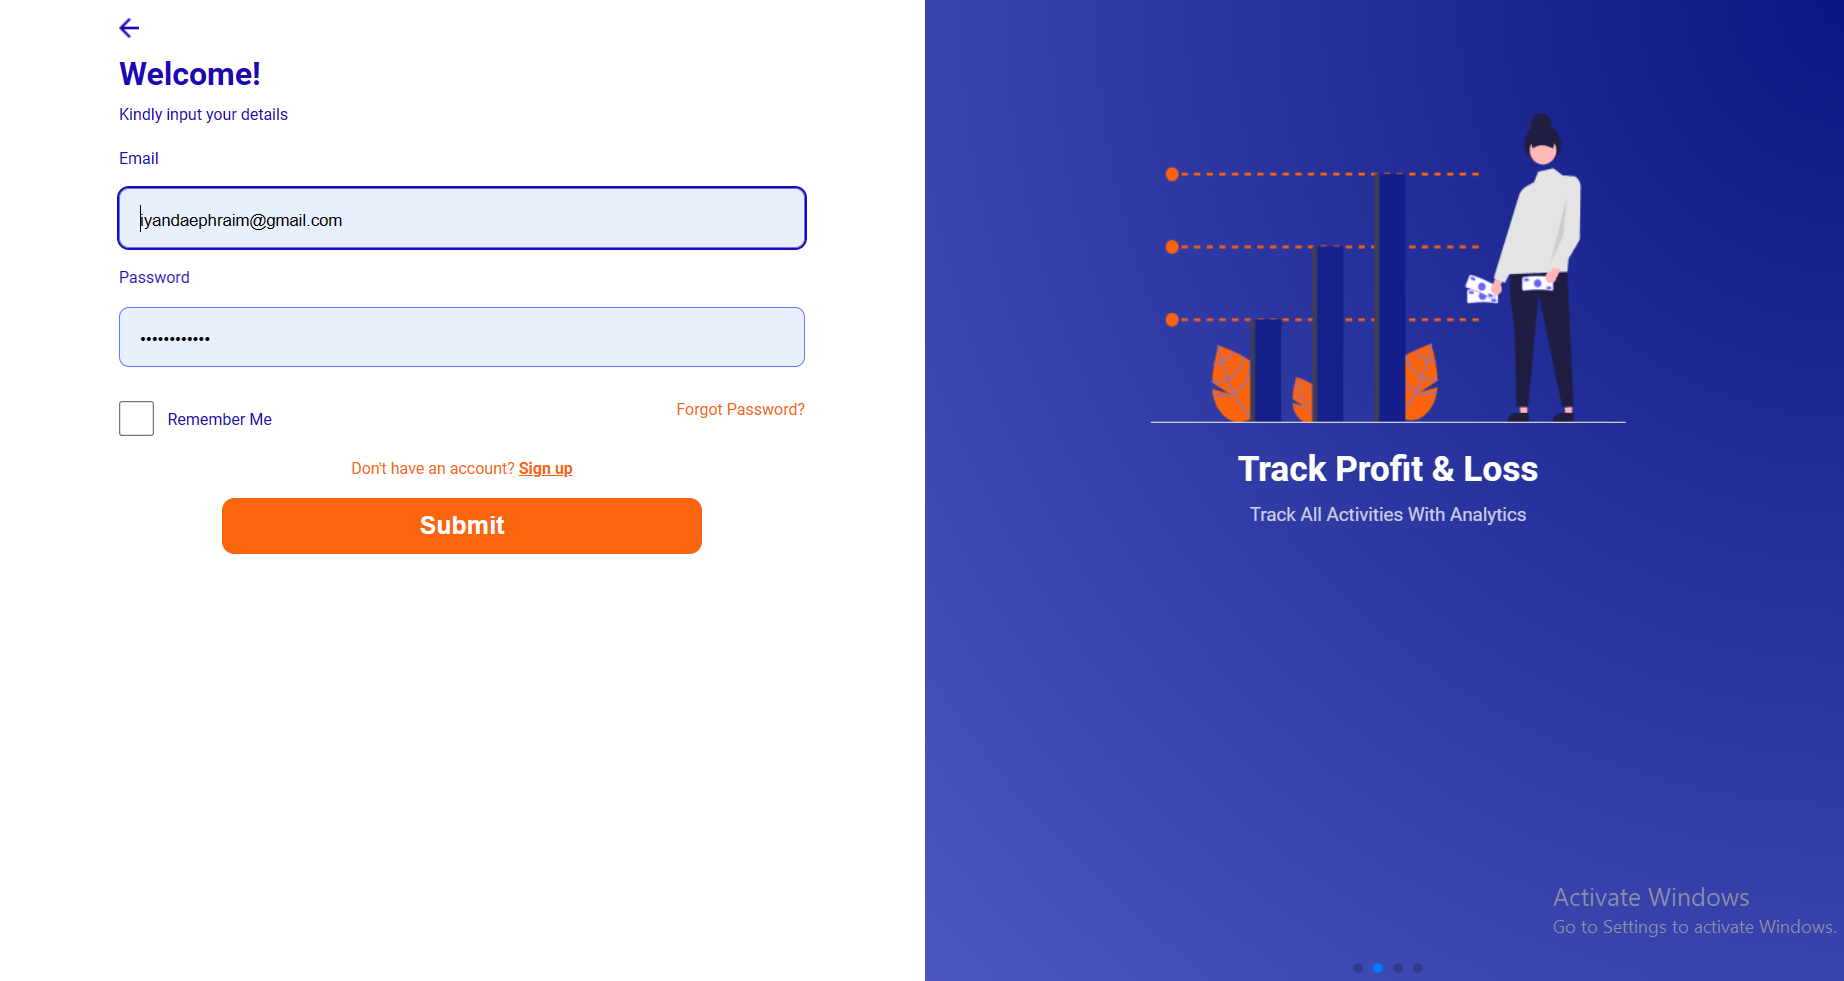 Welcome!
Kindly input your details
Email
iyandaephraim@gmail.com
Password
••••••••••••
Remember Me
Forgot Password?
Don't have an account? Sign up
Submit
Track Profit & Loss
Track All Activities With Analytics
Activate Windows
Go to Settings to activate Windows.